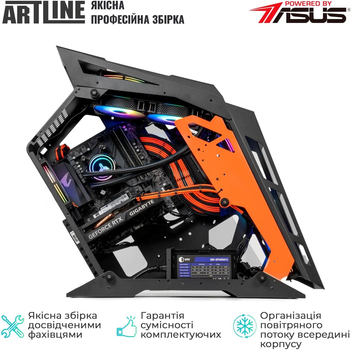 ARTLINE
ЯКІСНА
ПРОФЕСІЙНА ЗБІРКА
POWERED BY
ASUS
GEFORCE RTX
GIGABYTE
Якісна збірка
досвідченими
фахівцями
Гарантія
сумісності
комплектуючих
Організація
повітряного
потоку всередині
корпусу